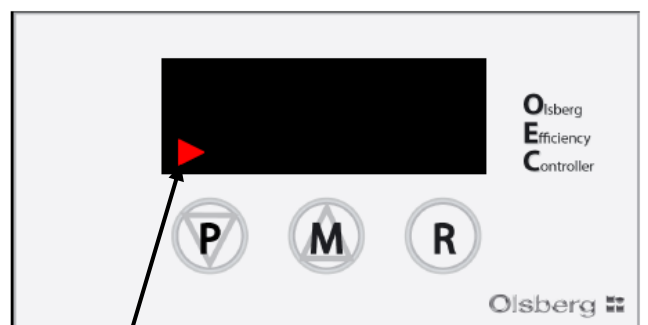 Olsberg
Efficiency
Controller
P M R
Olsberg